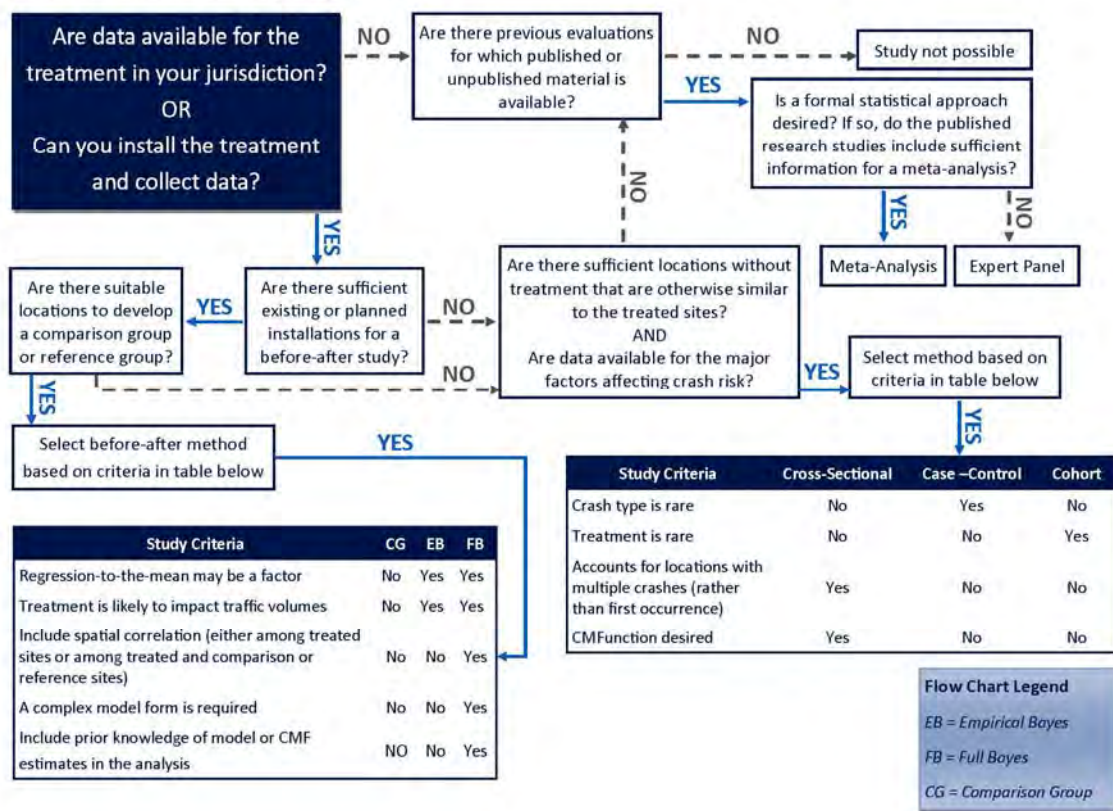 Are data available for the
treatment in your jurisdiction?
OR
Can you install the treatment
and collect data?
NO
Are there previous evaluations
for which published or
unpublished material is
available?
NO
Study not possible
YES
Is a formal statistical approach
desired? If so, do the published
research studies include sufficient
information for a meta-analysis?
YES
NO
Meta-Analysis
Expert Panel
NO
YES
Are there suitable
locations to develop
a comparison group
or reference group?
YES
Are there sufficient
existing or planned
installations for a
before-after study?
NO
Are there sufficient locations without
treatment that are otherwise similar
to the treated sites?
AND
Are data available for the major
factors affecting crash risk?
NO
YES
Select method based on
criteria in table below
YES
YES
Select before-after method
based on criteria in table below
YES
Study Criteria CG EB FB
Regression-to-the-mean may be a factor No Yes Yes
Treatment is likely to impact traffic volumes No Yes Yes
Include spatial correlation (either among treated
sites or among treated and comparison or No No Yes
reference sites)
A complex model form is required No No Yes
Include prior knowledge of model or CMF
estimates in the analysis NO No Yes
Study Criteria Cross-Sectional Case –Control Cohort
Crash type is rare No Yes No
Treatment is rare No No Yes
Accounts for locations with
multiple crashes (rather Yes No No
than first occurrence)
CMFunction desired Yes No No
Flow Chart Legend
EB = Empirical Bayes
FB = Full Bayes
CG = Comparison Group